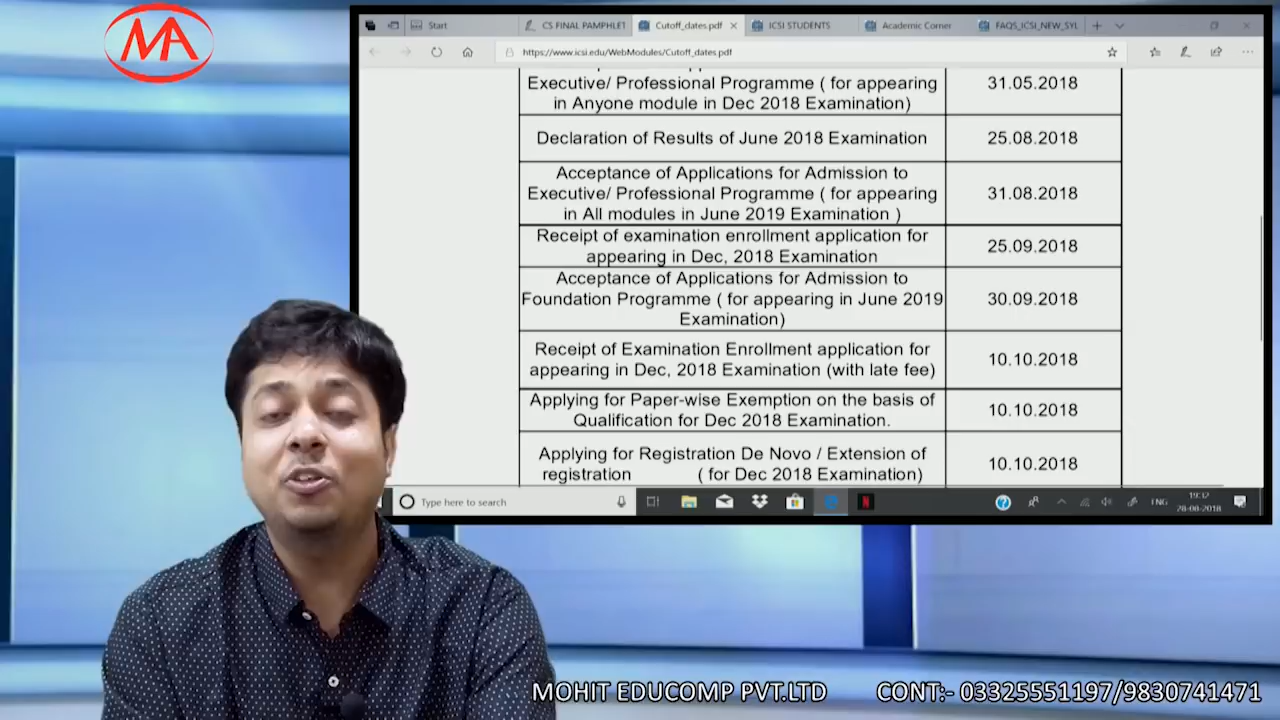 MA
Start
CS FINAL PAMPHLET
Cutoff_dates.pdf
ICSI STUDENTS
Academic Corner
FAQS_ICSI_NEW_SYL
https://www.icsi.edu/WebModules/Cutoff_dates.pdf
Executive/ Professional Programme ( for appearing
in Anyone module in Dec 2018 Examination)
31.05.2018
Declaration of Results of June 2018 Examination
25.08.2018
Acceptance of Applications for Admission to
Executive/ Professional Programme ( for appearing
in All modules in June 2019 Examination )
31.08.2018
Receipt of examination enrollment application for
appearing in Dec, 2018 Examination
25.09.2018
Acceptance of Applications for Admission to
Foundation Programme ( for appearing in June 2019
Examination)
30.09.2018
Receipt of Examination Enrollment application for
appearing in Dec, 2018 Examination (with late fee)
10.10.2018
Applying for Paper-wise Exemption on the basis of
Qualification for Dec 2018 Examination.
10.10.2018
Applying for Registration De Novo / Extension of
registration ( for Dec 2018 Examination)
10.10.2018
Type here to search
ENG
28-08-2018
MOHIT EDUCOMP PVT.LTD CONT:- 03325551197/9830741471